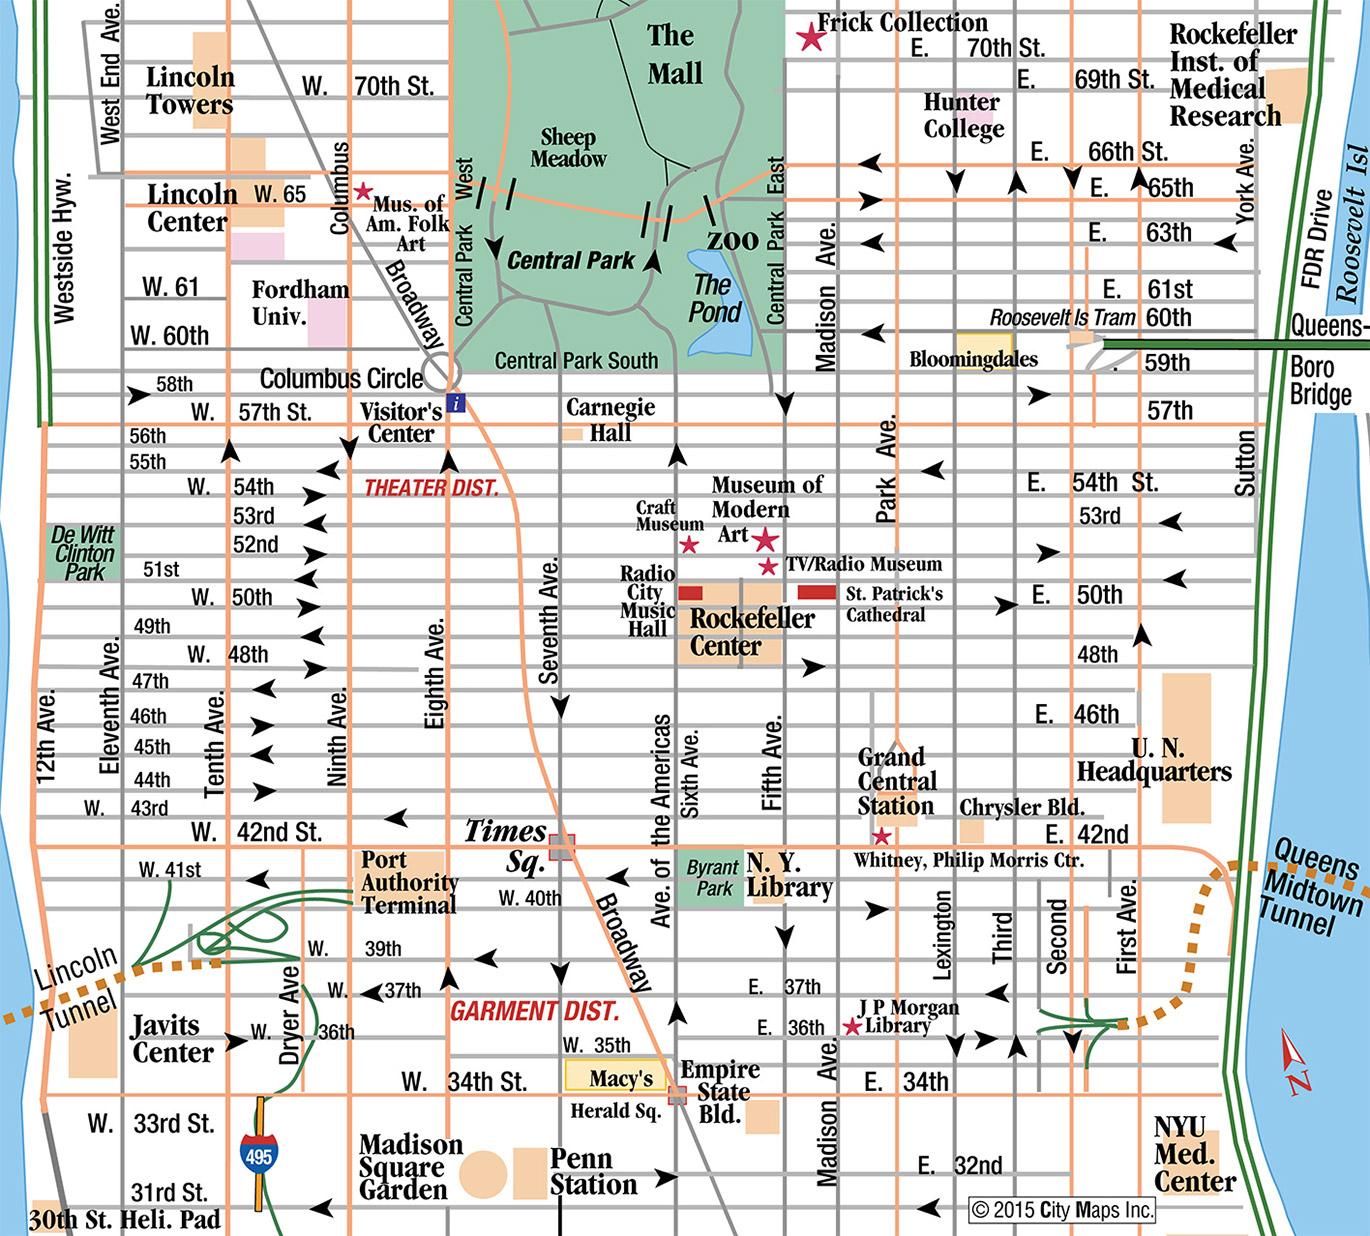 West End Ave.
Lincoln
Towers
W. 70th St.
Columbus
Westside Hyw.
Lincoln
Center
W. 65
Mus. of
Am. Folk
Art
W. 61
Fordham
Univ.
W. 60th
Broadway
Central Park West
The
Mall
Sheep
Meadow
Central Park
ZOO
The
Pond
Central Park East
Central Park South
Frick Collection
E. 70th St.
E. 69th St.
Hunter
College
Rockefeller
Inst. of
Medical
Research
E. 66th St.
E. 65th
York Ave.
E. 63th
Madison Ave.
E. 61st
Roosevelt Is Tram 60th
Bloomingdales
59th
FDR Drive
Roosevelt Isl
Queens-
Boro
Bridge
58th
Columbus Circle
W. 57th St.
Visitor's
Center
i
Carnegie
Hall
57th
56th
55th
THEATER DIST.
W. 54th
53rd
52nd
De Witt
Clinton
Park
51st
W. 50th
49th
W. 48th
47th
46th
45th
44th
W. 43rd
W. 42nd St.
12th Ave.
Eleventh Ave.
Tenth Ave.
Ninth Ave.
Eighth Ave.
Seventh Ave.
Ave. of the Americas
Sixth Ave.
Fifth Ave.
Park Ave.
Sutton
Museum of
Modern
Art
Craft
Museum
TV/Radio Museum
Radio
City
Music
Hall
Rockefeller
Center
St. Patrick's
Cathedral
E. 54th St.
53rd
E. 50th
48th
E. 46th
U. N.
Headquarters
Grand
Central
Station
Chrysler Bld.
E. 42nd
Whitney, Philip Morris Ctr.
Times
Sq.
Byrant
Park
N. Y.
Library
W. 41st
Port
Authority
Terminal
W. 40th
Broadway
W. 39th
Lincoln
Tunnel
W. 37th
Dryer Ave
Javits
Center
W. 36th
GARMENT DIST.
W. 35th
W. 34th St.
Macy's
Herald Sq.
Empire
State
Bld.
E. 37th
E. 36th
J P Morgan
Library
Madison Ave.
E. 34th
Lexington
Third
Second
First Ave.
Queens
Midtown
Tunnel
N
W. 33rd St.
495
Madison
Square
Garden
Penn
Station
31rd St.
30th St. Heli. Pad
E. 32nd
NYU
Med.
Center
© 2015 City Maps Inc.